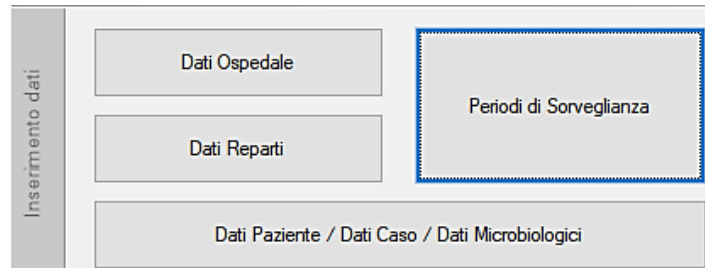 Inserimento dati
Dati Ospedale
Periodi di Sorveglianza
Dati Reparti
Dati Paziente / Dati Caso / Dati Microbiologici